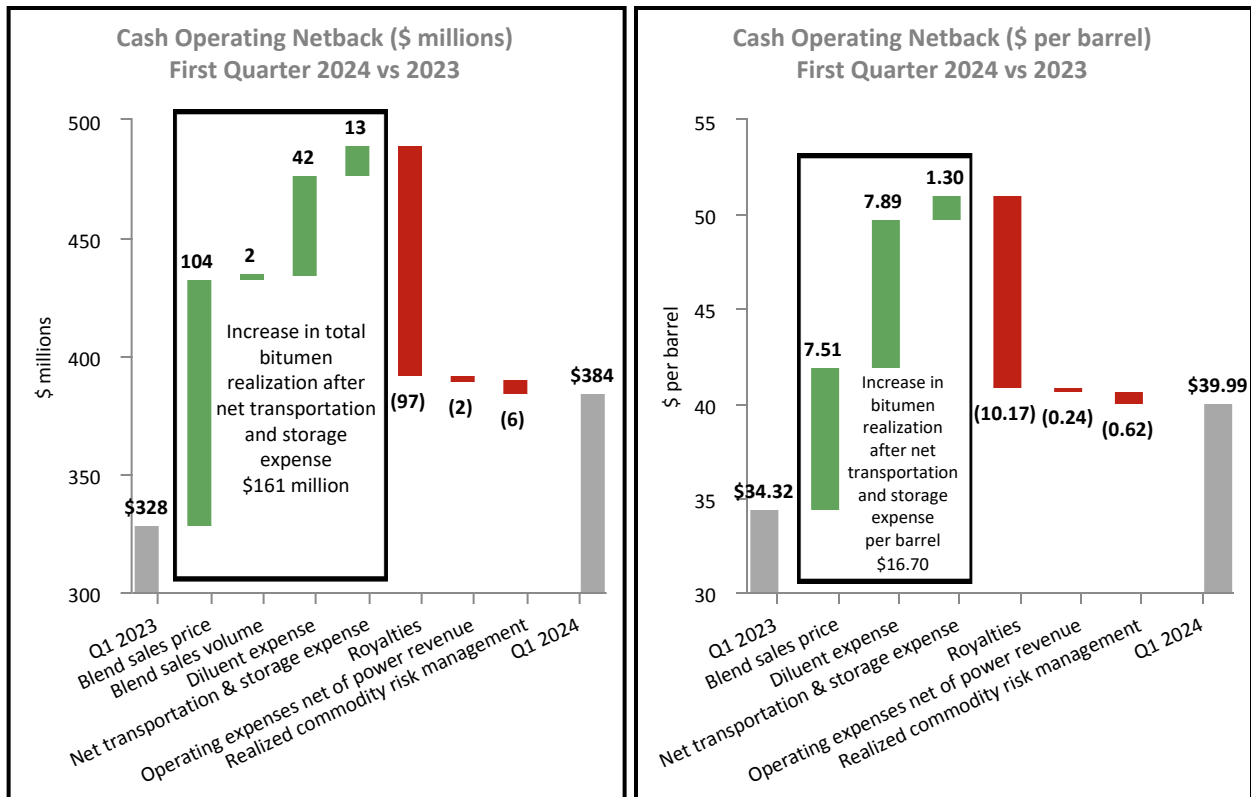 Cash Operating Netback ($ millions)
First Quarter 2024 vs 2023
$ millions
500
450
400
350
300
$328
104
2
42
13
(97)
(2)
(6)
$384
Increase in total
bitumen
realization after
net transportation
and storage
expense
$161 million
Q1 2023
Blend sales price
Blend sales volume
Diluent expense
Net transportation & storage expense
Royalties
Operating expenses net of power revenue
Realized commodity risk management
Q1 2024
Cash Operating Netback ($ per barrel)
First Quarter 2024 vs 2023
$ per barrel
55
50
45
40
35
30
$34.32
7.51
7.89
1.30
(10.17)
(0.24)
(0.62)
$39.99
Increase in
bitumen
realization
after net
transportation
and storage
expense
per barrel
$16.70
Q1 2023
Blend sales price
Diluent expense
Net transportation & storage expense
Royalties
Operating expenses net of power revenue
Realized commodity risk management
Q1 2024